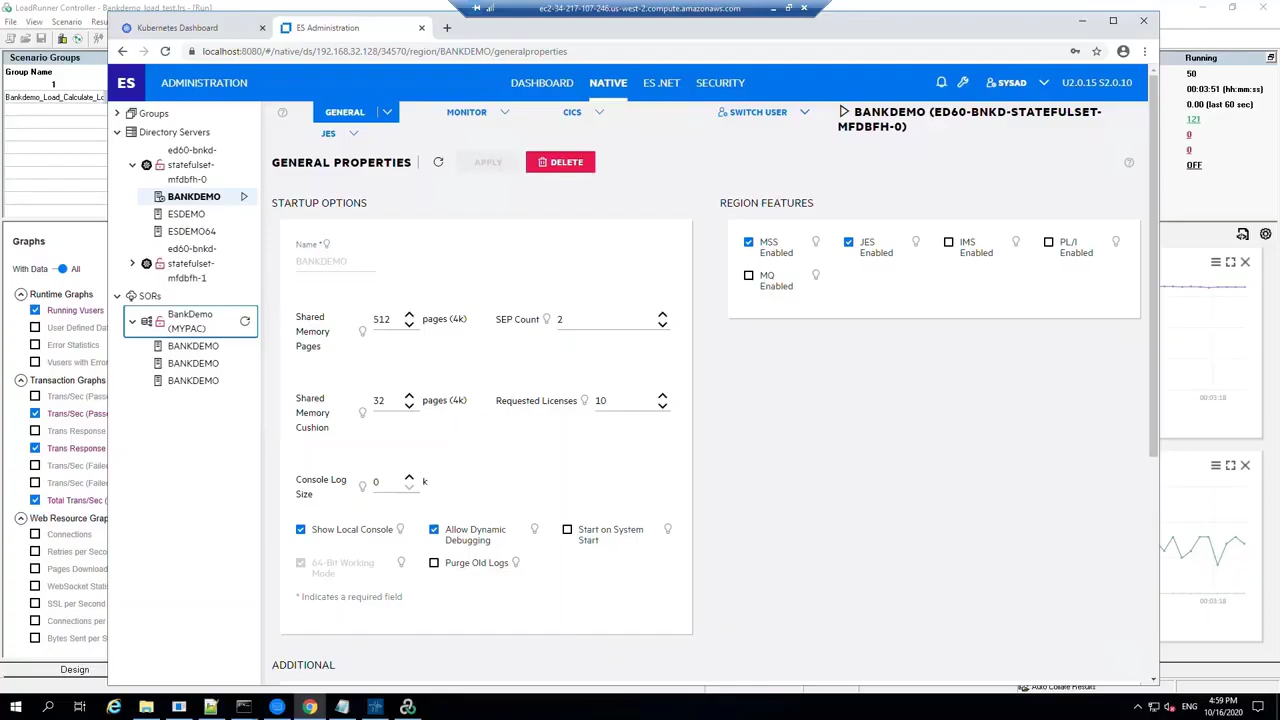 LoadRunner Controller - Bankdemo_load_test.lrs - [Run]
ec2-34-217-107-246.us-west-2.compute.amazonaws.com
File View Scenario Results
Scenario Groups
Group Name
1
Bankdemo_Load_Calculate_Lo
Kubernetes Dashboard
ES Administration
localhost:8080/#/native/ds/192.168.32.128/34570/region/BANKDEMO/generalproperties
ES ADMINISTRATION DASHBOARD NATIVE ES .NET SECURITY SYSAD U2.0.15 S2.0.10
Groups
Directory Servers
ed60-bnkd-
statefulset-
mfdbfh-0
BANKDEMO
ESDEMO
ESDEMO64
ed60-bnkd-
statefulset-
mfdbfh-1
SORs
BankDemo
(MYPAC)
BANKDEMO
BANKDEMO
BANKDEMO
GENERAL MONITOR CICS SWITCH USER
JES
BANKDEMO (ED60-BNKD-STATEFULSET-
MFDBFH-0)
GENERAL PROPERTIES APPLY DELETE
STARTUP OPTIONS
Name *
BANKDEMO
Shared
Memory
Pages
512 pages (4k)
SEP Count 2
Shared
Memory
Cushion
32 pages (4k)
Requested Licenses 10
Console Log
Size
0 k
Show Local Console
Allow Dynamic
Debugging
Start on System
Start
64-Bit Working
Mode
Purge Old Logs
* Indicates a required field
ADDITIONAL
REGION FEATURES
MSS
Enabled
JES
Enabled
IMS
Enabled
PL/I
Enabled
MQ
Enabled
Graphs
With Data All
Runtime Graphs
Running Vusers
User Defined Da
Error Statistics
Vusers with Error
Transaction Graphs
Trans/Sec (Passe
Trans/Sec (Pass
Trans Response
Trans/Sec (Failed
Trans/Sec (Faile
Total Trans/Sec (
Web Resource Grap
Connections
Retries per Seco
Pages Download
WebSocket Statis
SSL per Second
Connections per
Bytes Sent per S
Design
Running
50
00:03:51 (hh:mm:ss)
0.00 (last 60 sec)
121
0
0
OFF
00:03:18
00:03:18
Auto Collate Results
4:59 PM
10/16/2020